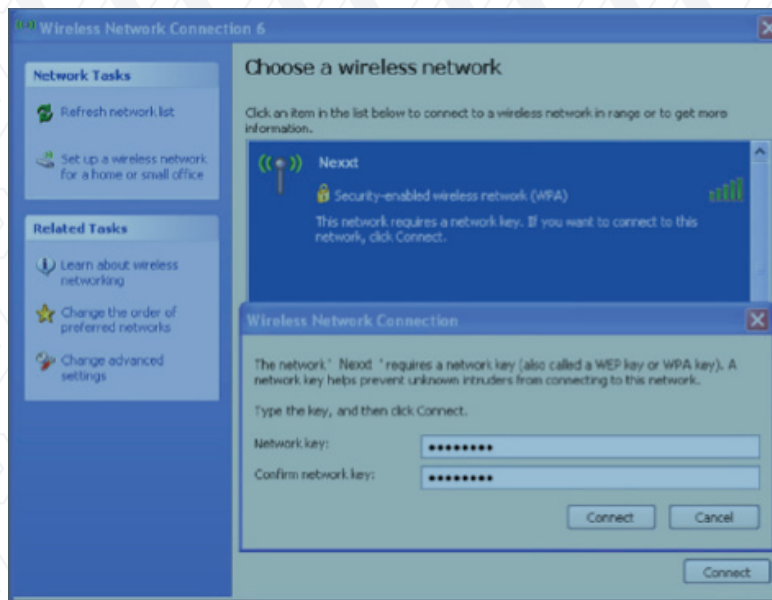 Wireless Network Connection 6
Network Tasks
Refresh network list
Set up a wireless network
for a home or small office
Related Tasks
Learn about wireless
networking
Change the order of
preferred networks
Change advanced
settings
Choose a wireless network
Click an item in the list below to connect to a wireless network in range or to get more
information.
Nexxt
Security-enabled wireless network (WPA)
This network requires a network key. If you want to connect to this
network, click Connect.
Wireless Network Connection
The network ' Nexxt ' requires a network key (also called a WEP key or WPA key). A
network key helps prevent unknown intruders from connecting to this network.
Type the key, and then click Connect.
Network key:
••••••••
Confirm network key:
••••••••
Connect
Cancel
Connect